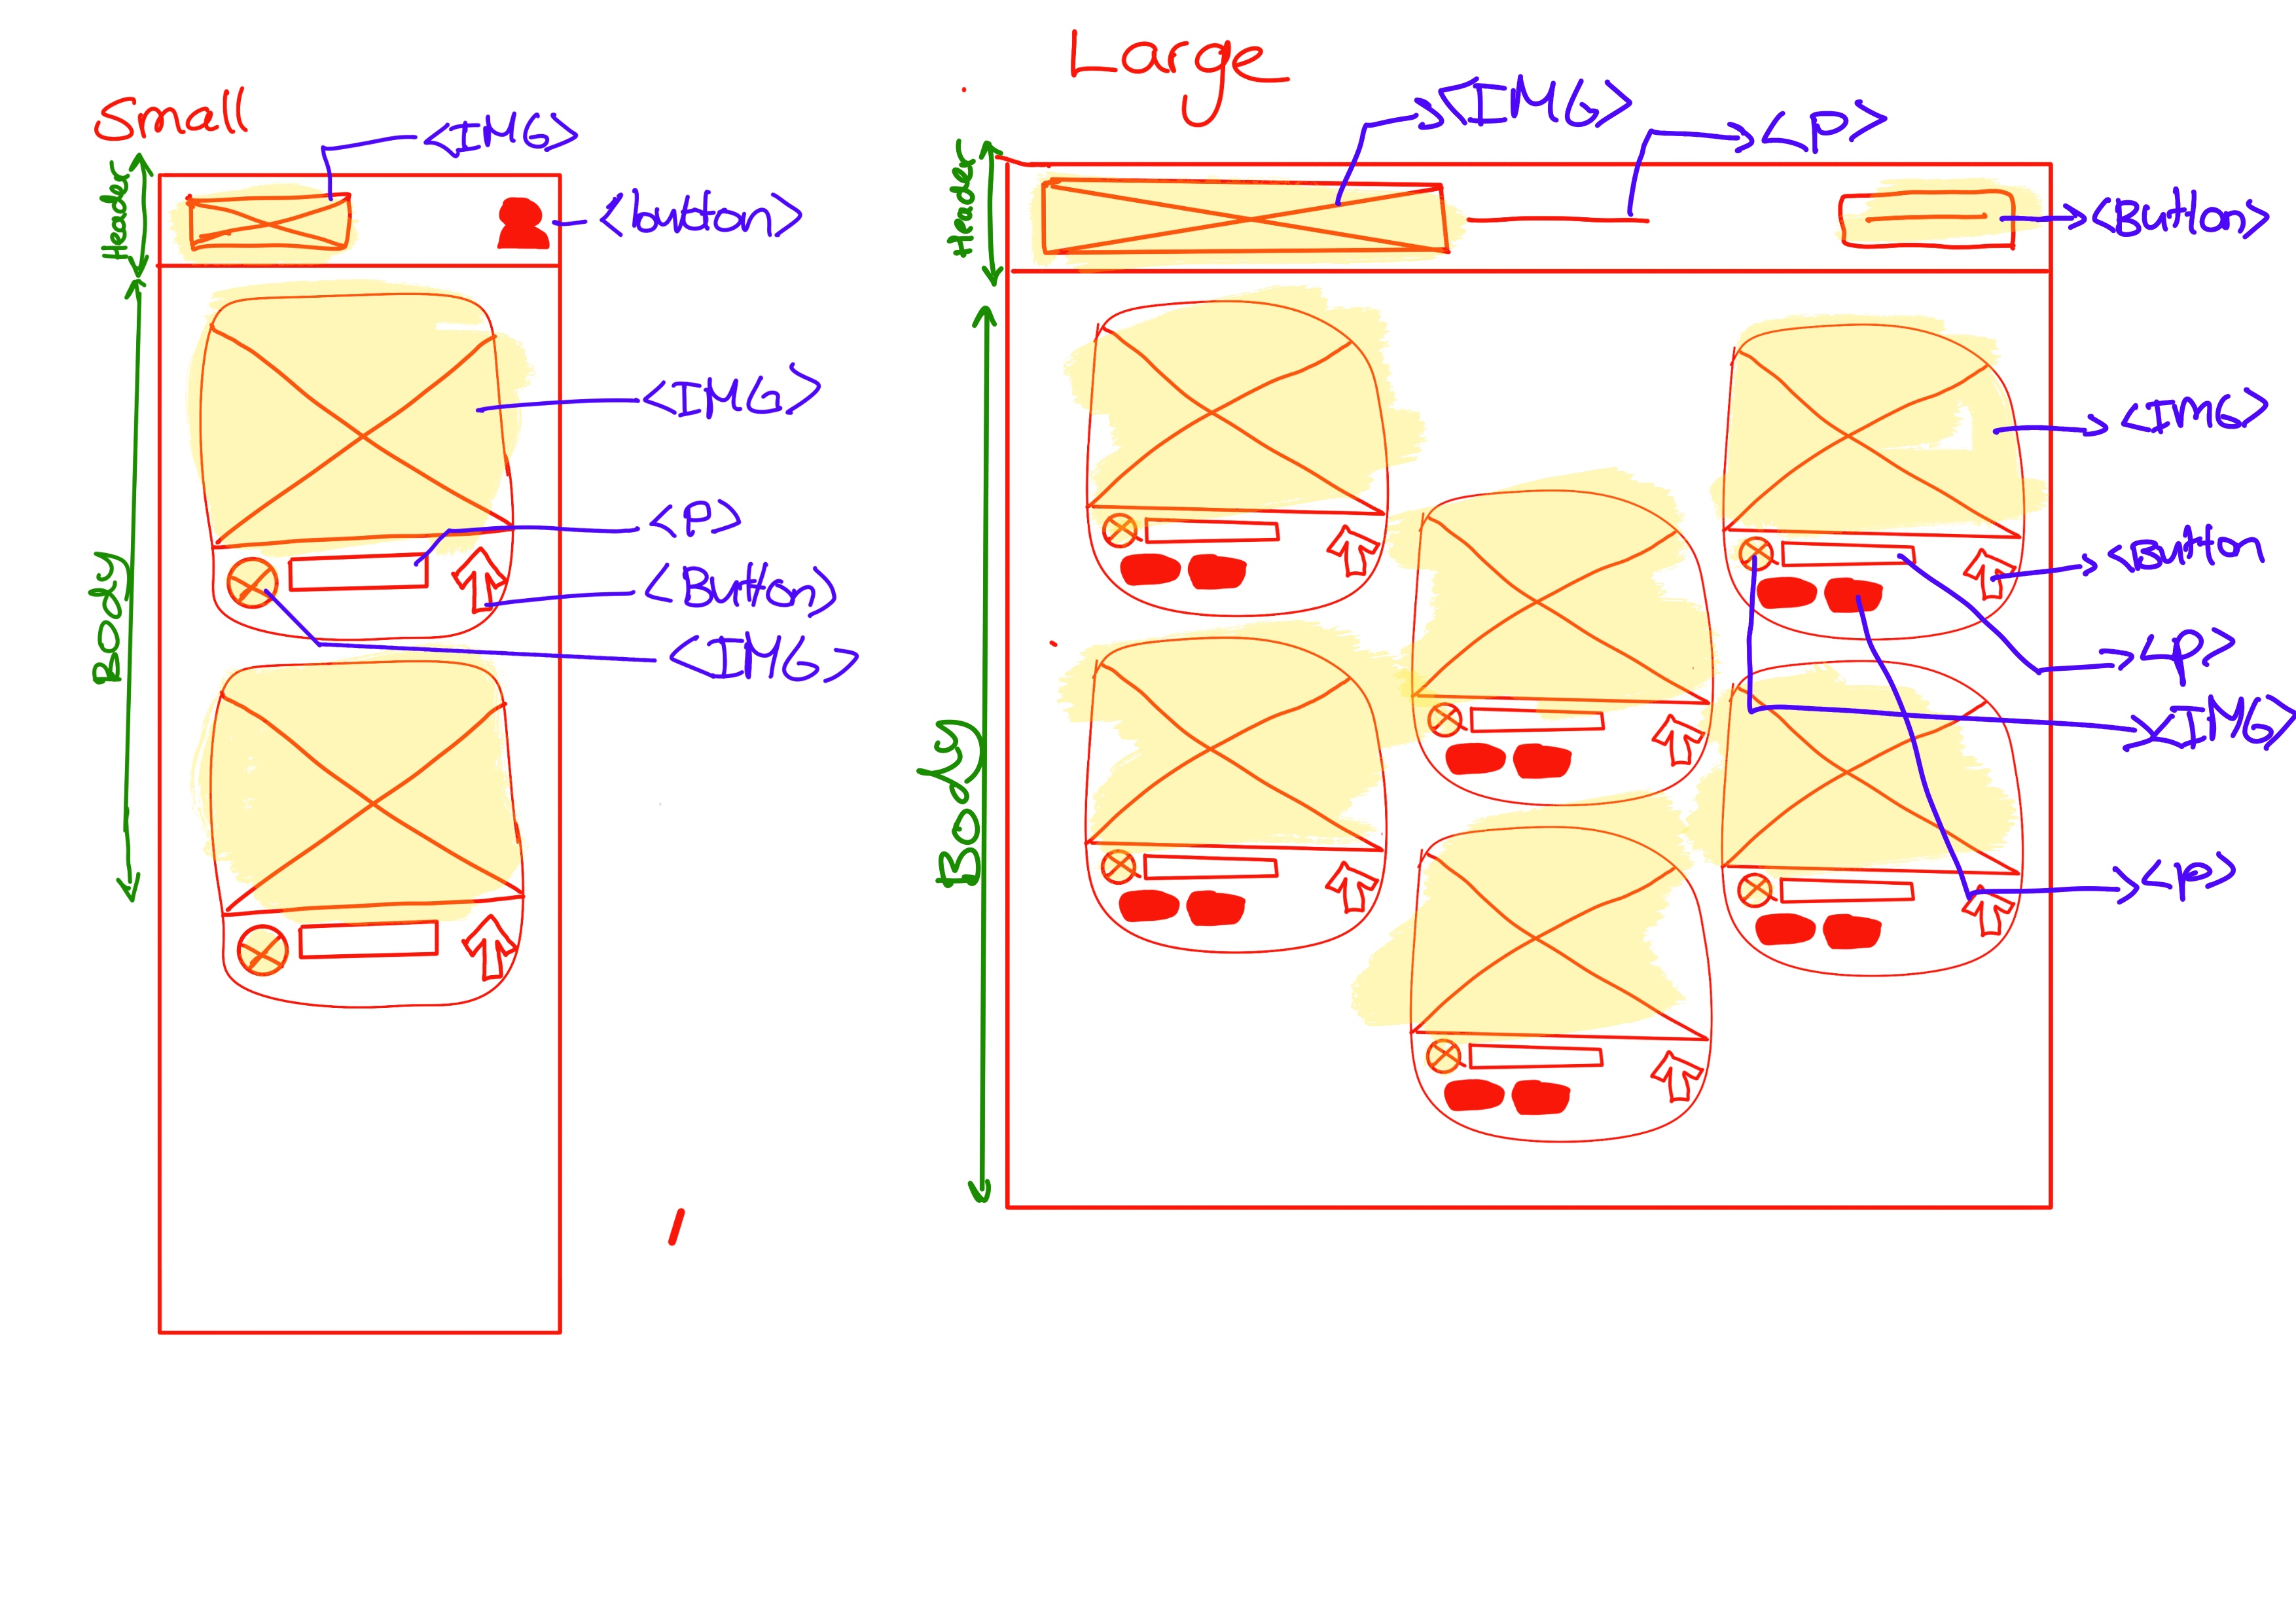 Small
<IMG>
Header
<button>
<IMG>
<P>
<Button>
<IMG>
Body
Large
<IMG>
<P>
Header
<Button>
<IMG>
<Button
<P>
<IMG>
<P>
Body